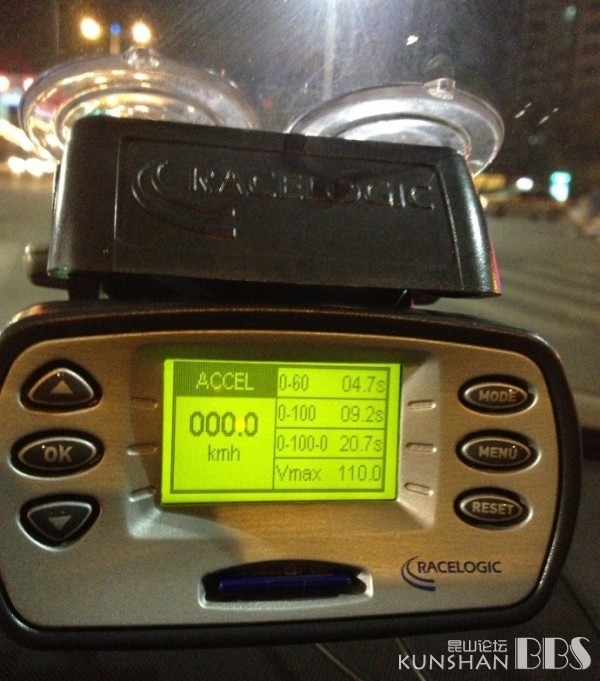 RACELOGIC
ACCEL
000.0
kmh
0-60 04.7s
0-100 09.2s
0-100-0 20.7s
Vmax 110.0
OK
MODE
MENU
RESET
RACELOGIC
昆山论坛
KUNSHAN BBS